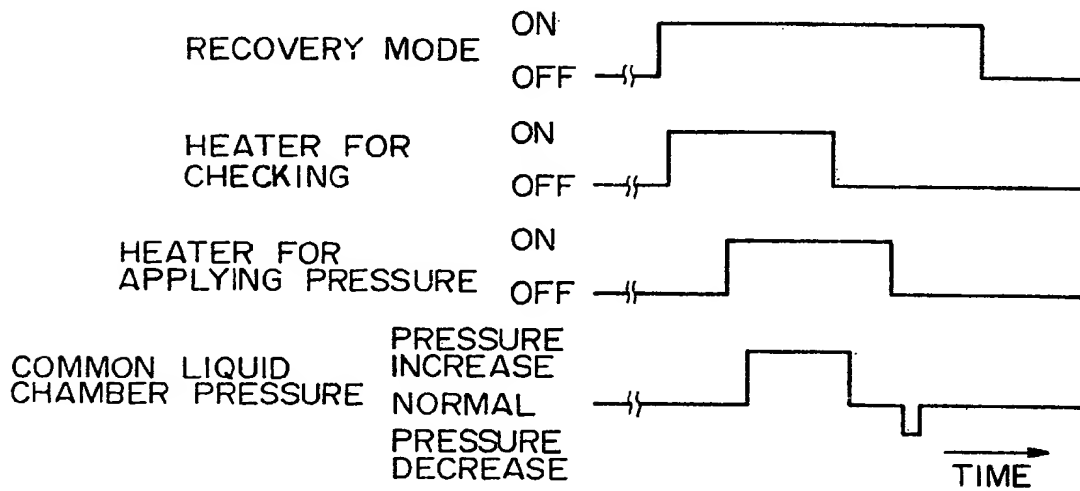 RECOVERY MODE
ON
OFF
HEATER FOR
CHECKING
ON
OFF
HEATER FOR
APPLYING PRESSURE
ON
OFF
COMMON LIQUID
CHAMBER PRESSURE
PRESSURE
INCREASE
NORMAL
PRESSURE
DECREASE
TIME